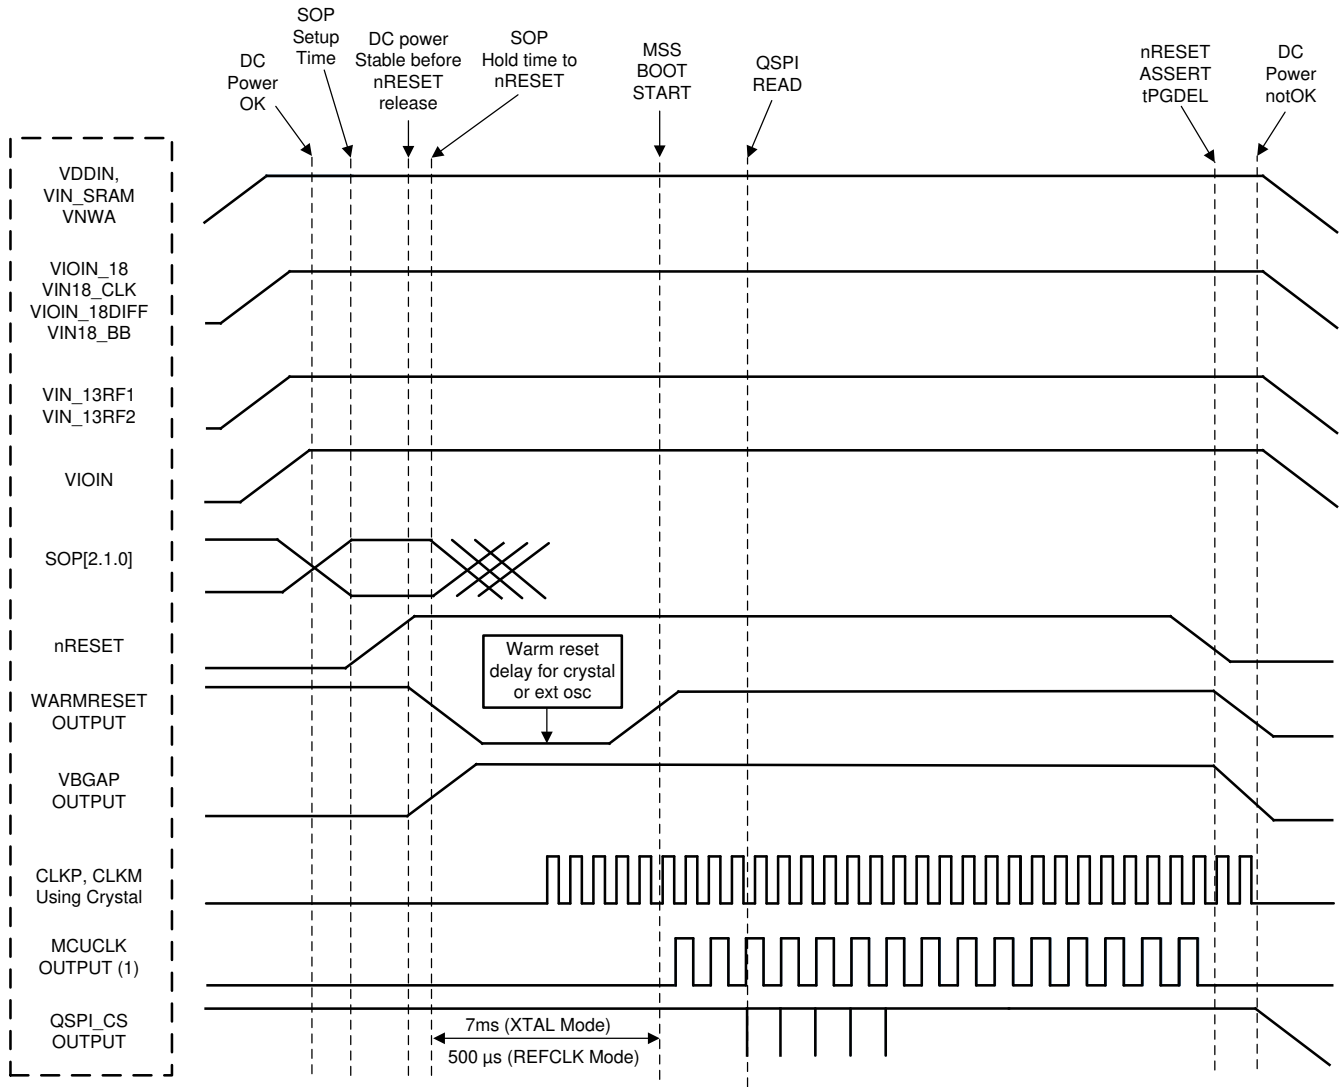 SOP
Setup
Time
DC
Power
OK
DC power
Stable before
nRESET
release
SOP
Hold time to
nRESET
MSS
BOOT
START
QSPI
READ
nRESET
ASSERT
tPGDEL
DC
Power
notOK
VDDIN,
VIN_SRAM
VNWA
VIOIN_18
VIN18_CLK
VIOIN_18DIFF
VIN18_BB
VIN_13RF1
VIN_13RF2
VIOIN
SOP[2.1.0]
nRESET
Warm reset
delay for crystal
or ext osc
WARMRESET
OUTPUT
VBGAP
OUTPUT
CLKP, CLKM
Using Crystal
MCUCLK
OUTPUT (1)
QSPI_CS
OUTPUT
7ms (XTAL Mode)
500 µs (REFCLK Mode)